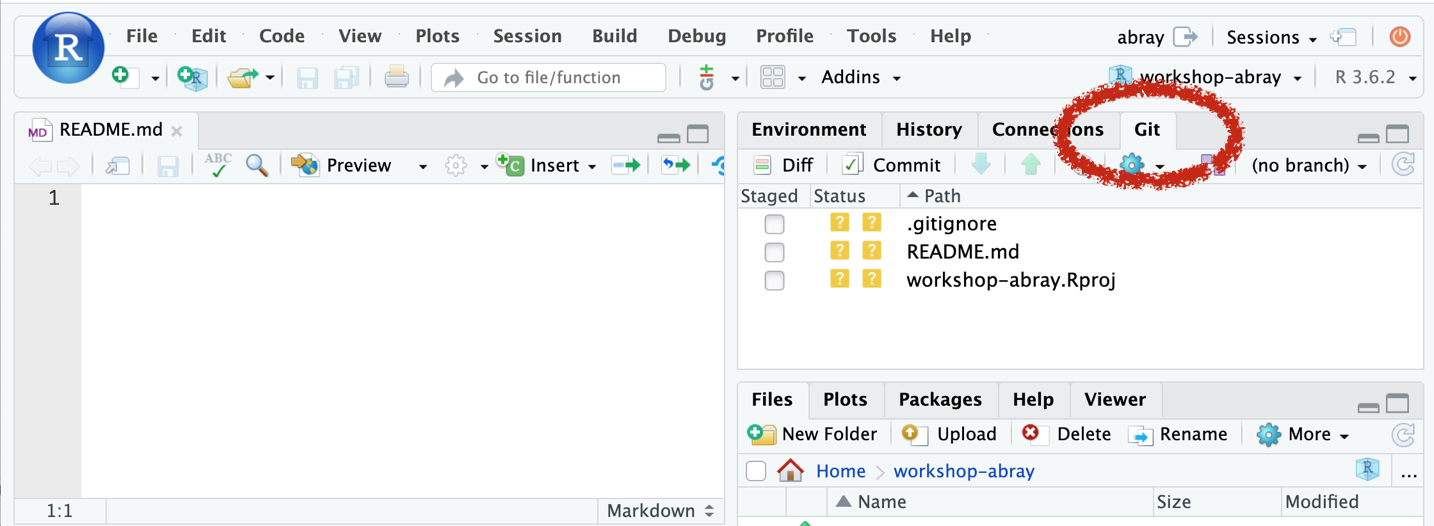 R File Edit Code View Plots Session Build Debug Profile Tools Help abray Sessions
R Go to file/function Git Addins R workshop-abray R 3.6.2
MD README.md
ABC Preview C Insert
1
1:1 Markdown
Environment History Connections Git
Diff Commit (no branch)
Staged Status Path
? ? .gitignore
? ? README.md
? ? workshop-abray.Rproj
Files Plots Packages Help Viewer
New Folder Upload Delete Rename More
Home workshop-abray R ...
Name Size Modified